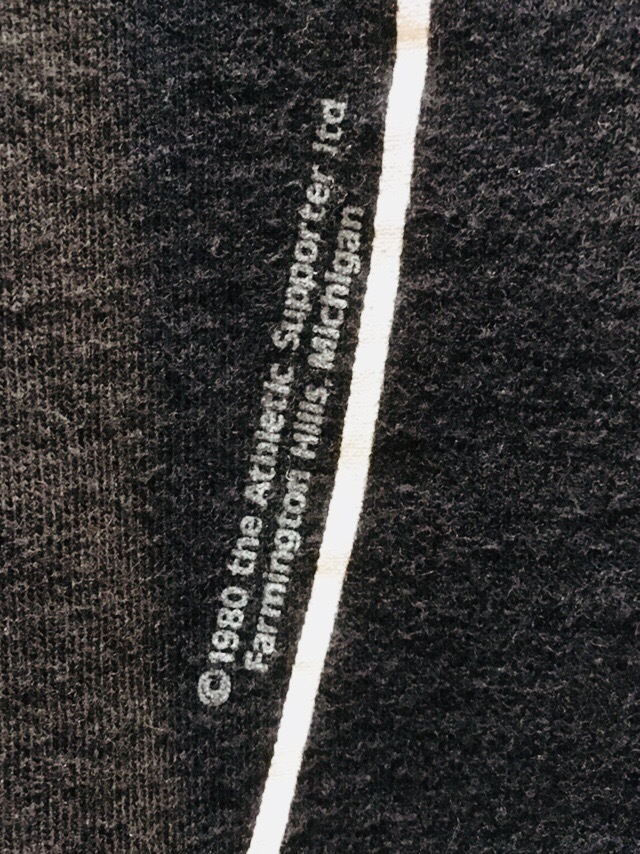 ©1980 the Athletic Supporter ltd
Farmington Hills, Michigan